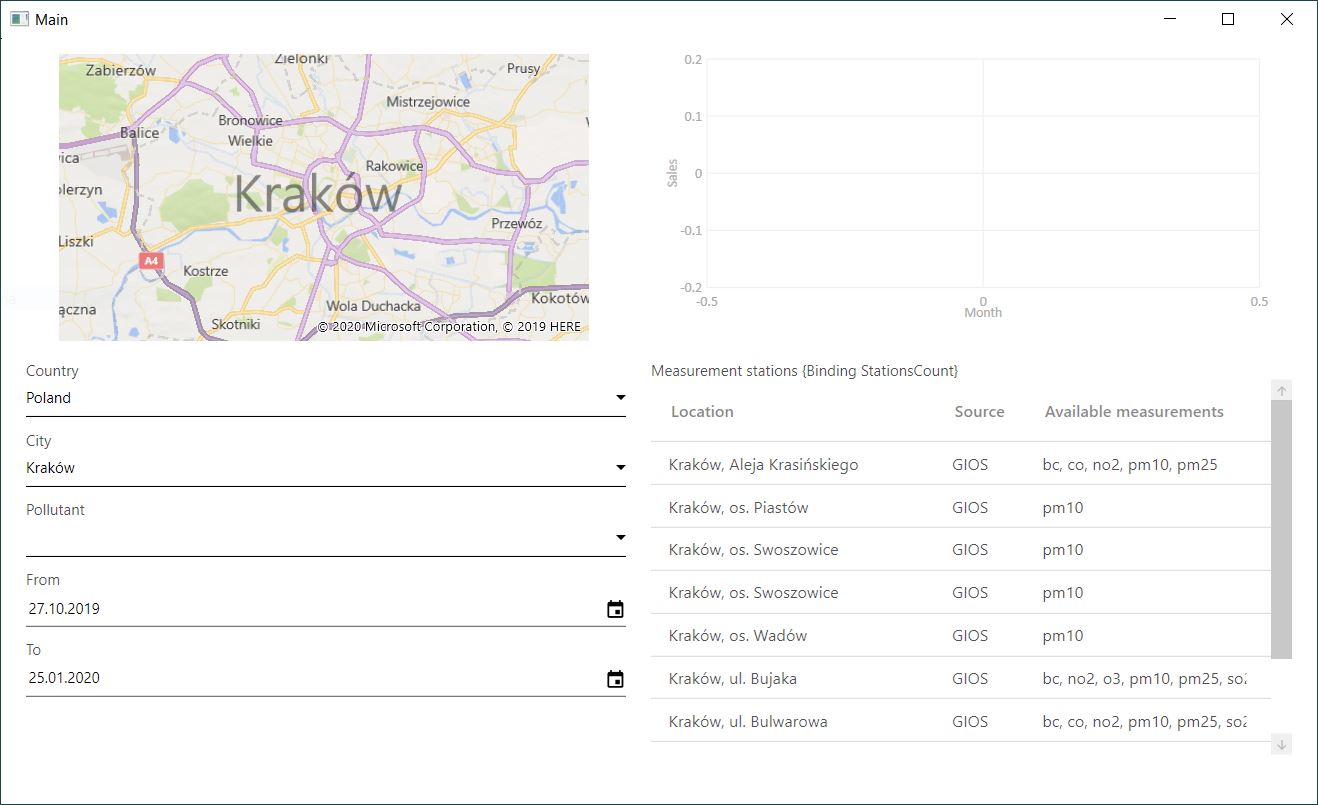 Main
Zielonki
Zabierzów
Prusy
Mistrzejowice
Bronowice
Wielkie
Balice
Rakowice
Kraków
Przewóz
Liszki
A4
Kostrze
Wola Duchacka
Kokotów
Skotniki
© 2020 Microsoft Corporation, © 2019 HERE
0.2
0.1
0
-0.1
-0.2
Sales
-0.5 0 0.5
Month
Country
Poland
City
Kraków
Pollutant
From
27.10.2019
To
25.01.2020
Measurement stations {Binding StationsCount}
Location Source Available measurements
Kraków, Aleja Krasińskiego GIOS bc, co, no2, pm10, pm25
Kraków, os. Piastów GIOS pm10
Kraków, os. Swoszowice GIOS pm10
Kraków, os. Swoszowice GIOS pm10
Kraków, os. Wadów GIOS pm10
Kraków, ul. Bujaka GIOS bc, no2, o3, pm10, pm25, so2
Kraków, ul. Bulwarowa GIOS bc, co, no2, pm10, pm25, so2